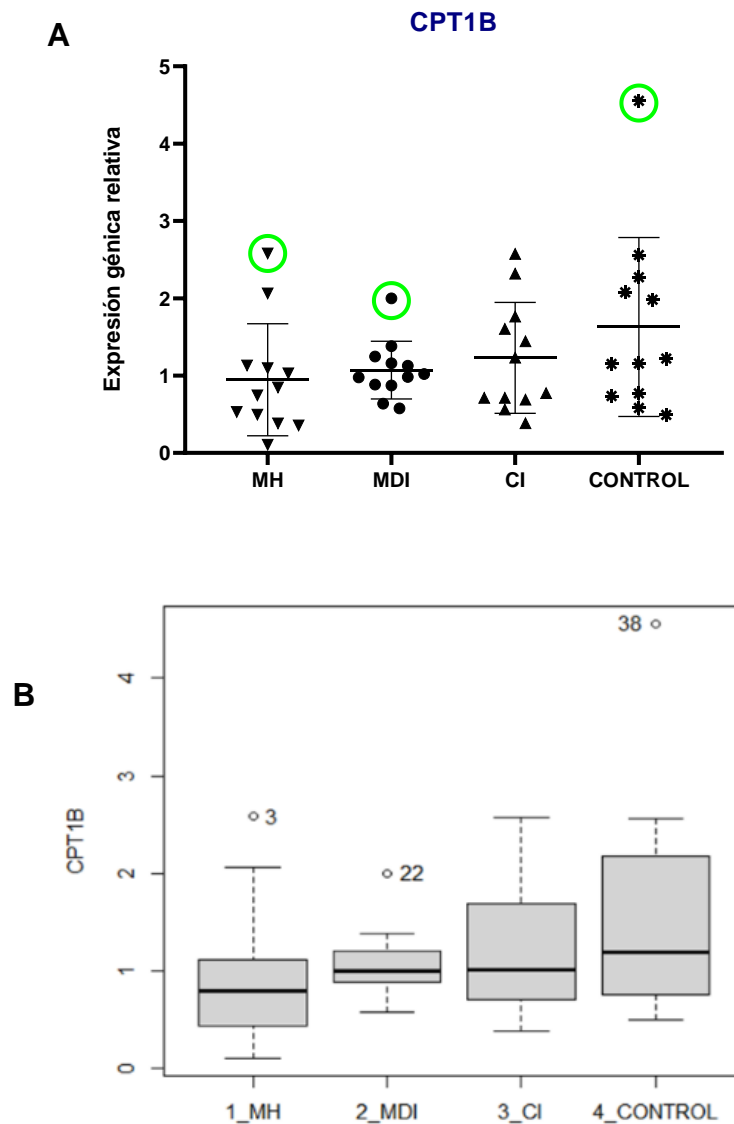 A
CPT1B
Expresión génica relativa
5
4
3
2
1
0
MH MDI CI CONTROL
B
CPT1B
4
3
2
1
0
38
3
22
1_MH 2_MDI 3_CI 4_CONTROL